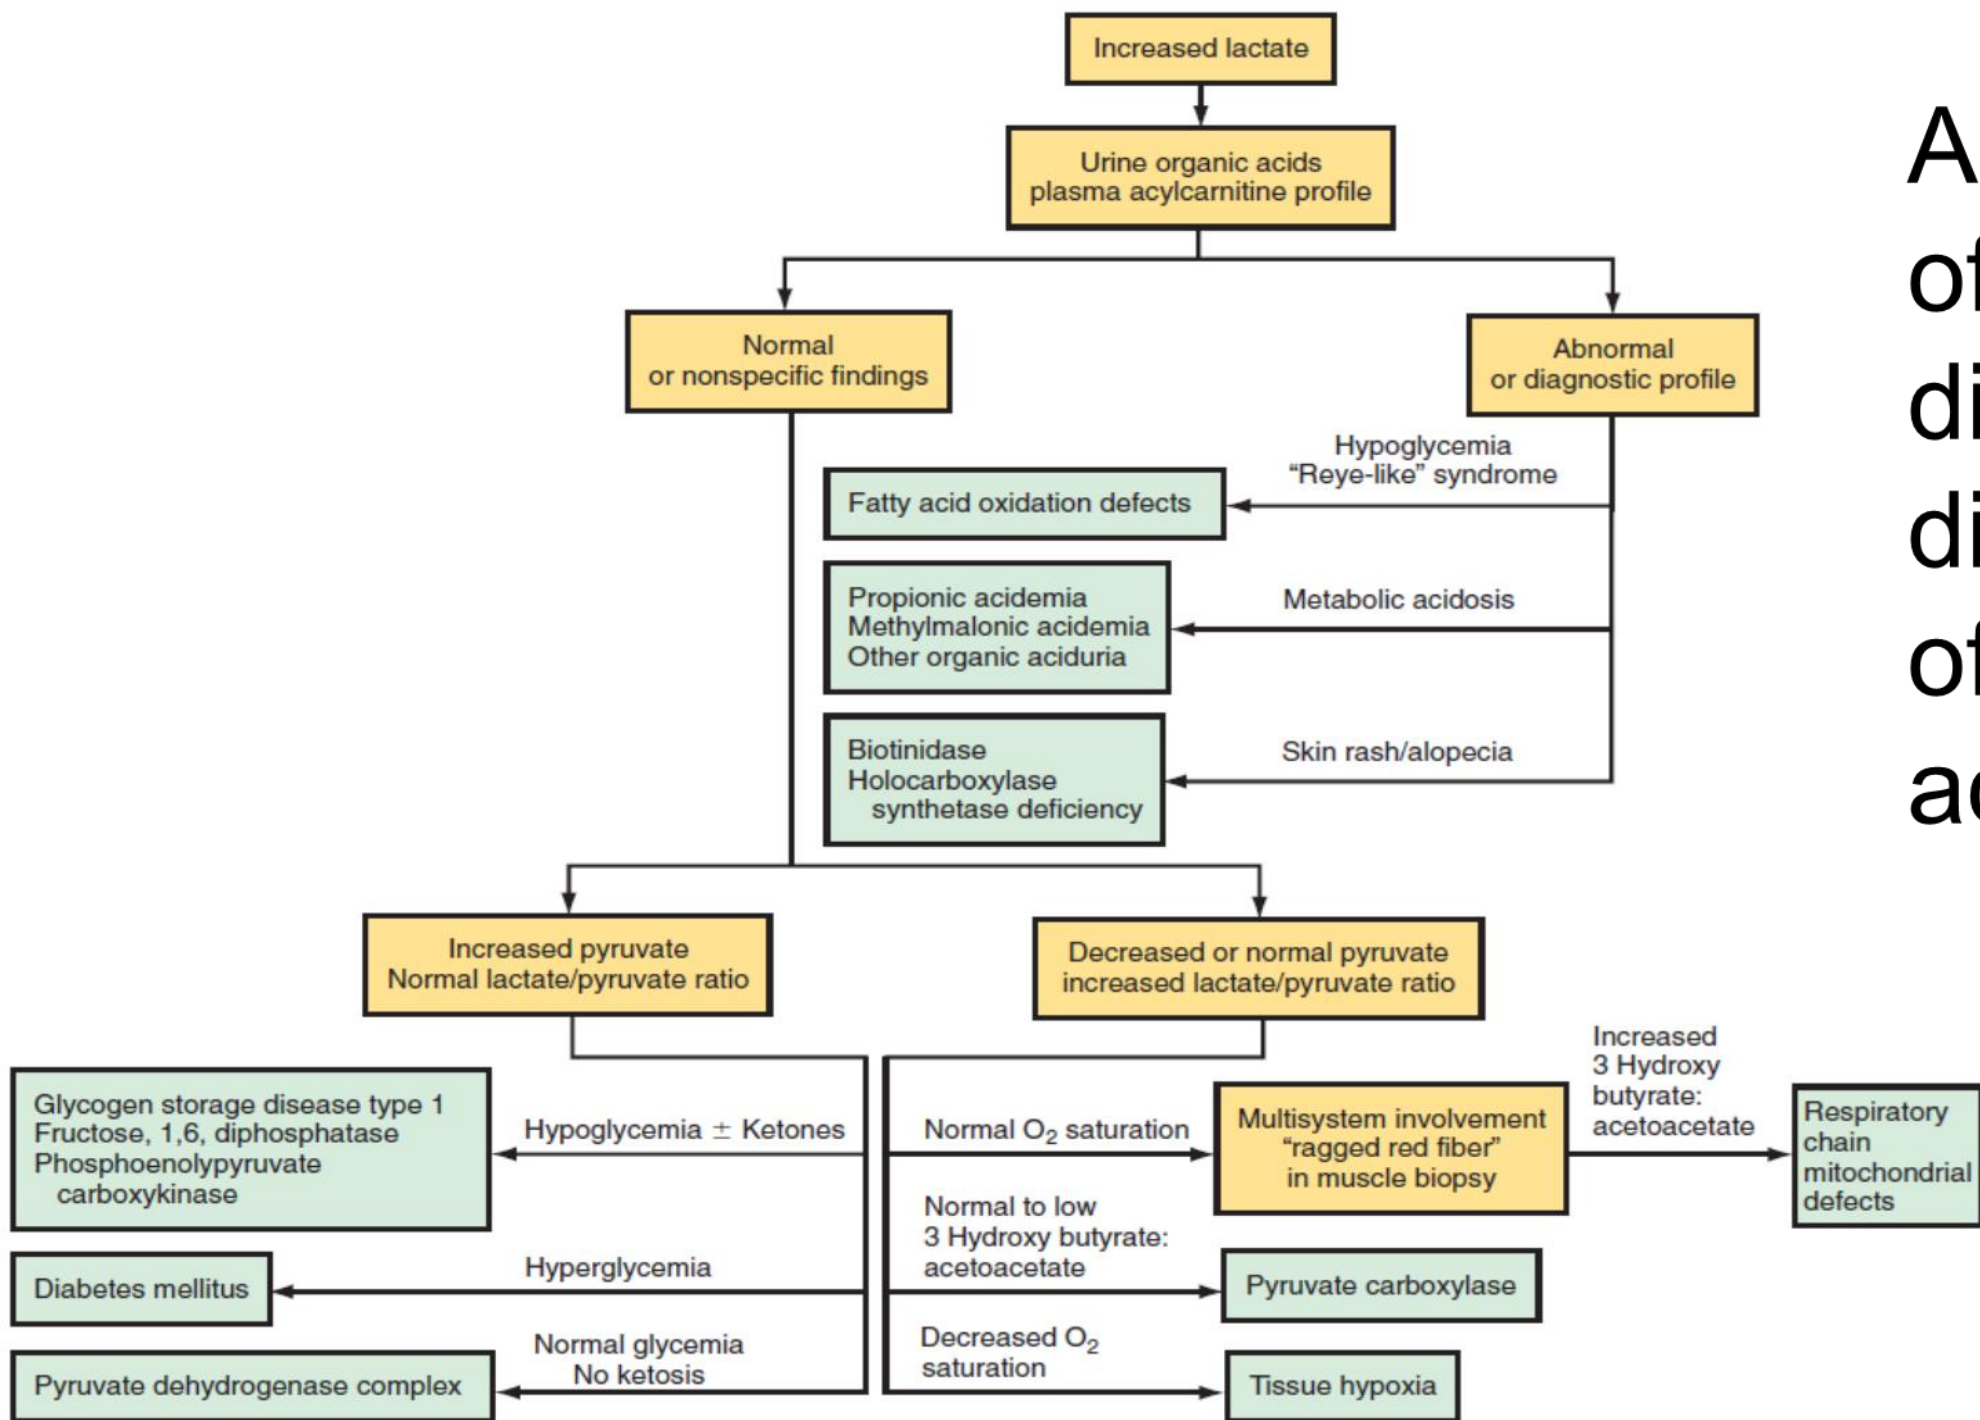 Increased lactate
Urine organic acids
plasma acylcarnitine profile
Normal
or nonspecific findings
Abnormal
or diagnostic profile
Hypoglycemia
“Reye-like” syndrome
Fatty acid oxidation defects
Propionic acidemia
Methylmalonic acidemia
Other organic aciduria
Metabolic acidosis
Biotinidase
Holocarboxylase
synthetase deficiency
Skin rash/alopecia
Increased pyruvate
Normal lactate/pyruvate ratio
Decreased or normal pyruvate
increased lactate/pyruvate ratio
Glycogen storage disease type 1
Fructose, 1,6, diphosphatase
Phosphoenolpyruvate
carboxykinase
Hypoglycemia ± Ketones
Diabetes mellitus
Hyperglycemia
Pyruvate dehydrogenase complex
Normal glycemia
No ketosis
Normal O₂ saturation
Multisystem involvement
“ragged red fiber”
in muscle biopsy
Increased
3 Hydroxy
butyrate:
acetoacetate
Respiratory
chain
mitochondrial
defects
Normal to low
3 Hydroxy butyrate:
acetoacetate
Pyruvate carboxylase
Decreased O₂
saturation
Tissue hypoxia
A
of
di
di
of